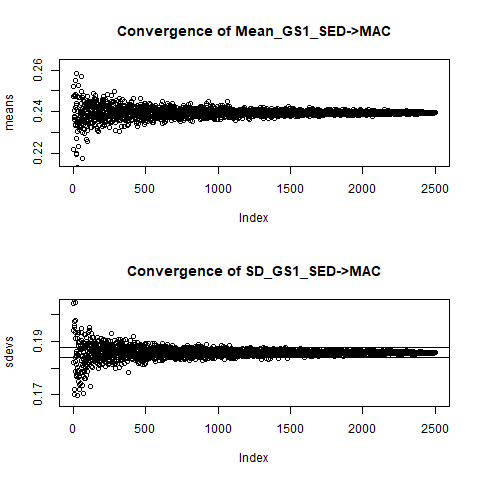 Convergence of Mean_GS1_SED->MAC
means
0.26
0.24
0.22
0 500 1000 1500 2000 2500
Index
Convergence of SD_GS1_SED->MAC
sdevs
0.19
0.17
0 500 1000 1500 2000 2500
Index